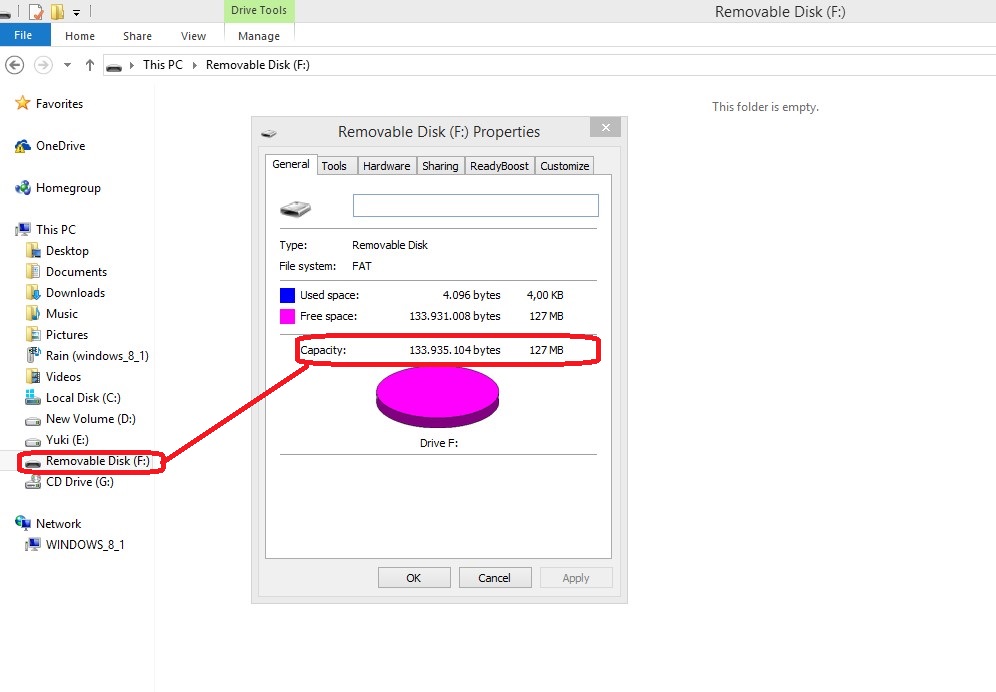 Drive Tools
Removable Disk (F:)
File Home Share View Manage
This PC Removable Disk (F:)
Favorites
OneDrive
Homegroup
This PC
Desktop
Documents
Downloads
Music
Pictures
Rain (windows_8_1)
Videos
Local Disk (C:)
New Volume (D:)
Yuki (E:)
Removable Disk (F:)
CD Drive (G:)
Network
WINDOWS_8_1
This folder is empty.
Removable Disk (F:) Properties
General Tools Hardware Sharing ReadyBoost Customize
Type: Removable Disk
File system: FAT
Used space: 4.096 bytes 4,00 KB
Free space: 133.931.008 bytes 127 MB
Capacity: 133.935.104 bytes 127 MB
Drive F:
OK Cancel Apply